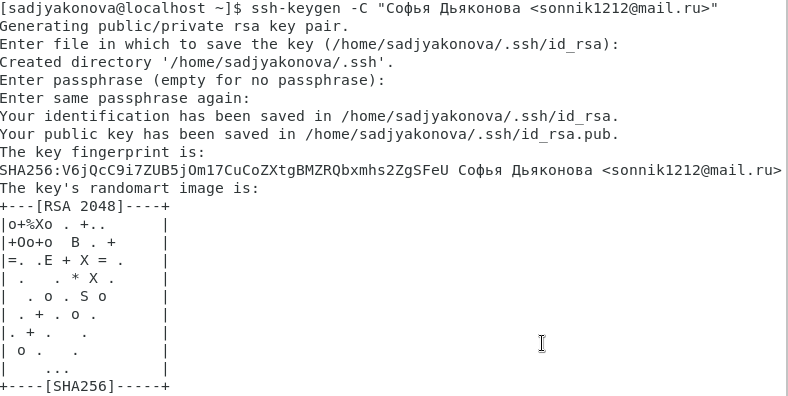 [sadjyakonova@localhost ~]$ ssh-keygen -C "Софья Дьяконова <sonnik1212@mail.ru>"
Generating public/private rsa key pair.
Enter file in which to save the key (/home/sadjyakonova/.ssh/id_rsa):
Created directory '/home/sadjyakonova/.ssh'.
Enter passphrase (empty for no passphrase):
Enter same passphrase again:
Your identification has been saved in /home/sadjyakonova/.ssh/id_rsa.
Your public key has been saved in /home/sadjyakonova/.ssh/id_rsa.pub.
The key fingerprint is:
SHA256:V6jQcC9i7ZUB5jOm17CuCoZXtgBMZRQbxmhs2ZgSFeU Софья Дьяконова <sonnik1212@mail.ru>
The key's randomart image is:
+---[RSA 2048]----+
|o+%Xo . +..      |
|+Oo+o  B . +     |
|=. .E + X = .    |
| .   . * X .     |
|  . o . S o      |
| . + . o .       |
|. + .   .        |
| o .   .         |
|    ...          |
+----[SHA256]-----+